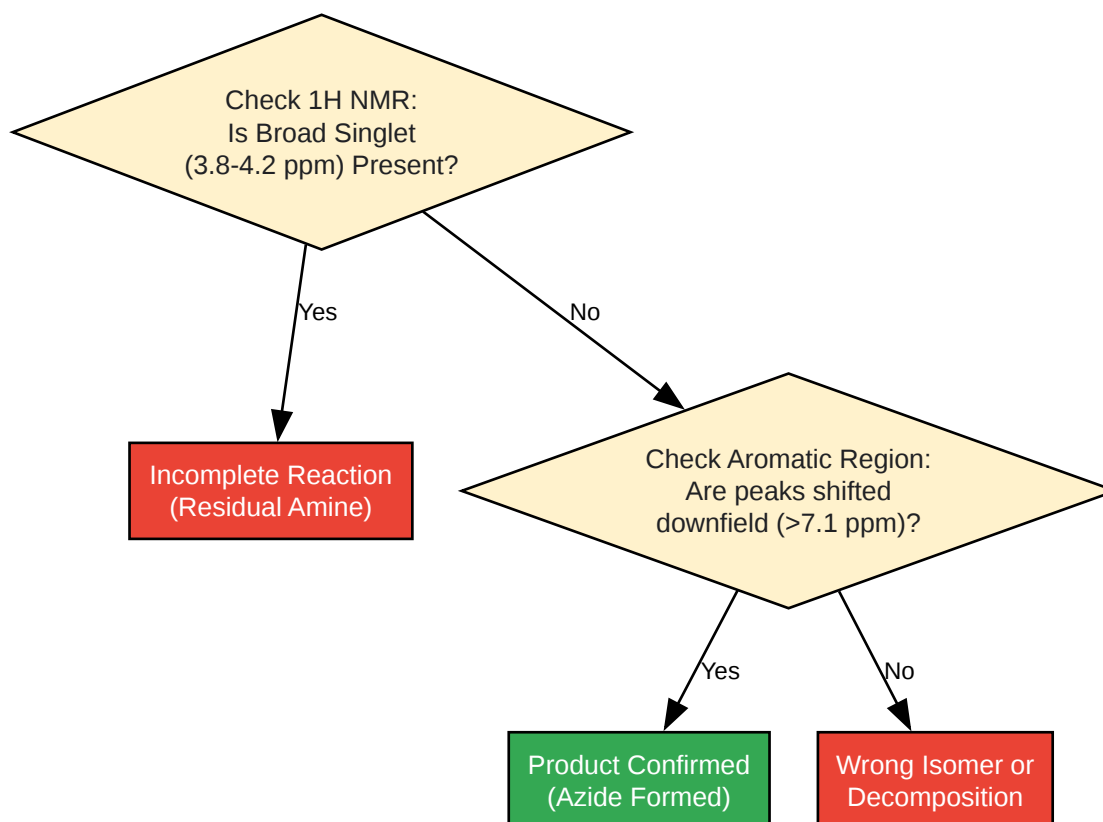 Check 1H NMR:
Is Broad Singlet
(3.8-4.2 ppm) Present?
Yes
No
Incomplete Reaction
(Residual Amine)
Check Aromatic Region:
Are peaks shifted
downfield (>7.1 ppm)?
Yes
No
Product Confirmed
(Azide Formed)
Wrong Isomer or
Decomposition